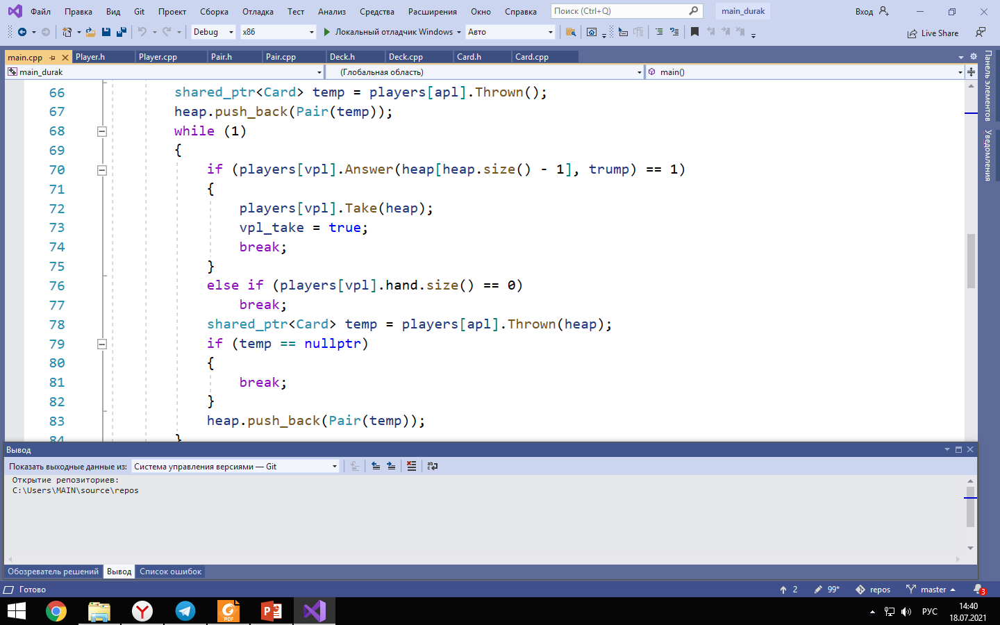 Файл Правка Вид Git Проект Сборка Отладка Тест Анализ Средства Расширения Окно Справка Поиск (Ctrl+Q) main_durak Вход
Debug x86 Локальный отладчик Windows Авто Live Share
main.cpp Player.h Player.cpp Pair.h Pair.cpp Deck.h Deck.cpp Card.h Card.cpp
main_durak (Глобальная область) main()
66 shared_ptr<Card> temp = players[apl].Thrown();
67 heap.push_back(Pair(temp));
68 while (1)
69 {
70 if (players[vpl].Answer(heap[heap.size() - 1], trump) == 1)
71 {
72 players[vpl].Take(heap);
73 vpl_take = true;
74 break;
75 }
76 else if (players[vpl].hand.size() == 0)
77 break;
78 shared_ptr<Card> temp = players[apl].Thrown(heap);
79 if (temp == nullptr)
80 {
81 break;
82 }
83 heap.push_back(Pair(temp));
84 }
Панель элементов
Уведомления
Вывод
Показать выходные данные из: Система управления версиями — Git
Открытие репозиториев:
C:\Users\MAIN\source\repos
Обозреватель решений Вывод Список ошибок
Готово 2 99* repos master 3
PDF P РУС 14:40
18.07.2021